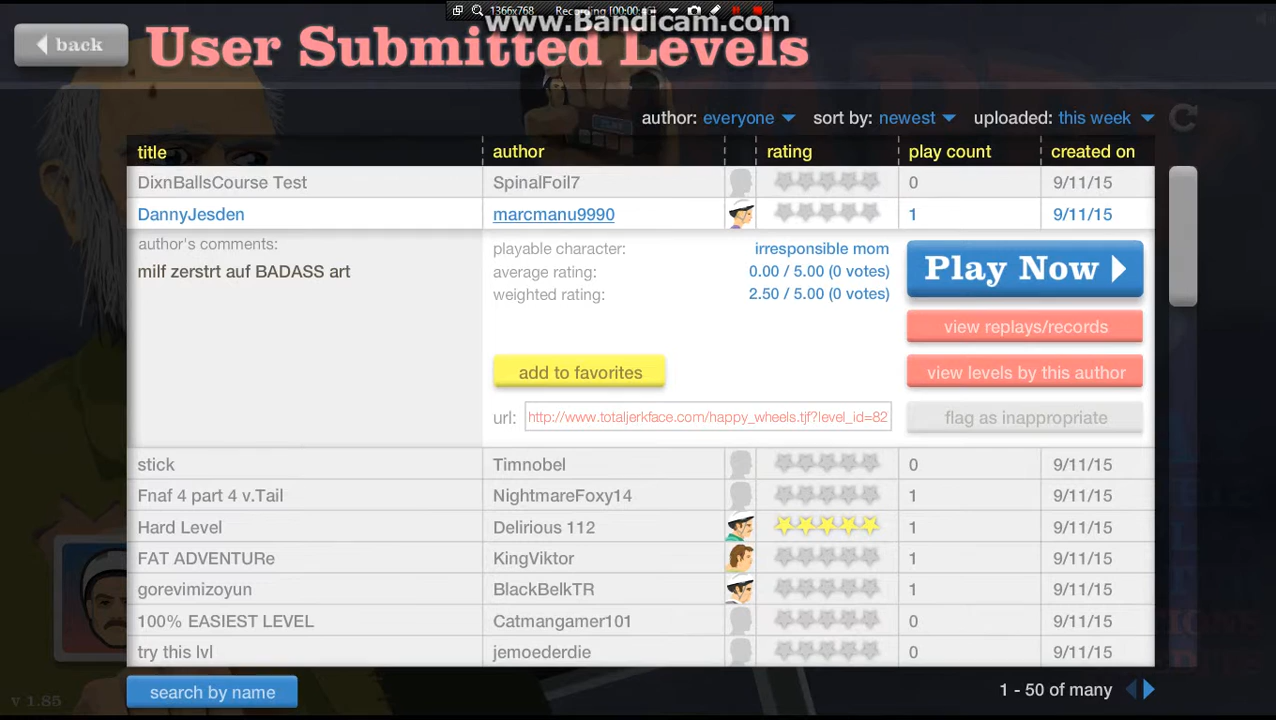 1366x768 Recording
www.Bandicam.com
back
User Submitted Levels
author: everyone sort by: newest uploaded: this week
title author rating play count created on
DixnBallsCourse Test SpinalFoil7 0 9/11/15
DannyJesden marcmanu9990 1 9/11/15
author's comments:
milf zerstrt auf BADASS art
playable character: irresponsible mom
average rating: 0.00 / 5.00 (0 votes)
weighted rating: 2.50 / 5.00 (0 votes)
add to favorites
url: http://www.totaljerkface.com/happy_wheels.tjf?level_id=82
Play Now
view replays/records
view levels by this author
flag as inappropriate
stick Timnobel 0 9/11/15
Fnaf 4 part 4 v.Tail NightmareFoxy14 1 9/11/15
Hard Level Delirious 112 1 9/11/15
FAT ADVENTURe KingViktor 1 9/11/15
gorevimizoyun BlackBelkTR 1 9/11/15
100% EASIEST LEVEL Catmangamer101 0 9/11/15
try this lvl jemoederdie 0 9/11/15
search by name
1 - 50 of many
v 1.85